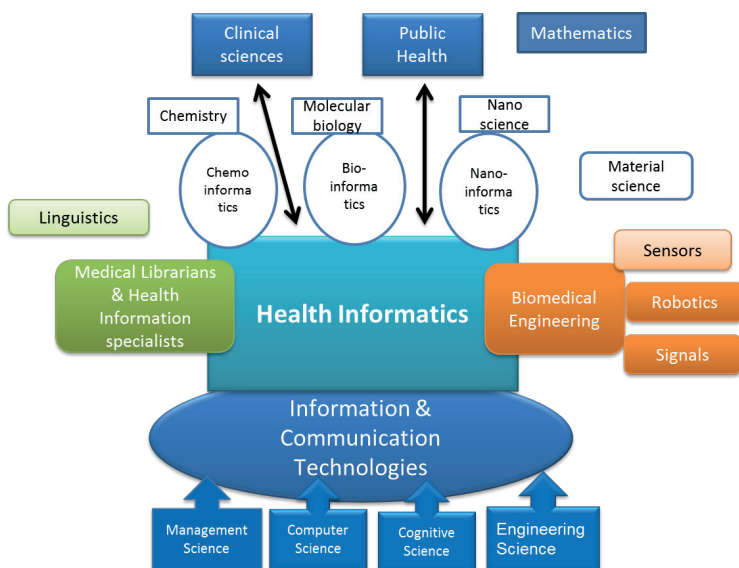 Clinical
sciences
Public
Health
Mathematics
Chemistry
Molecular
biology
Nano
science
Chemo
informa
tics
Bio-
informa
tics
Nano-
informa
tics
Material
science
Linguistics
Sensors
Medical Librarians
& Health
Information
specialists
Health Informatics
Biomedical
Engineering
Robotics
Signals
Information &
Communication
Technologies
Management
Science
Computer
Science
Cognitive
Science
Engineering
Science